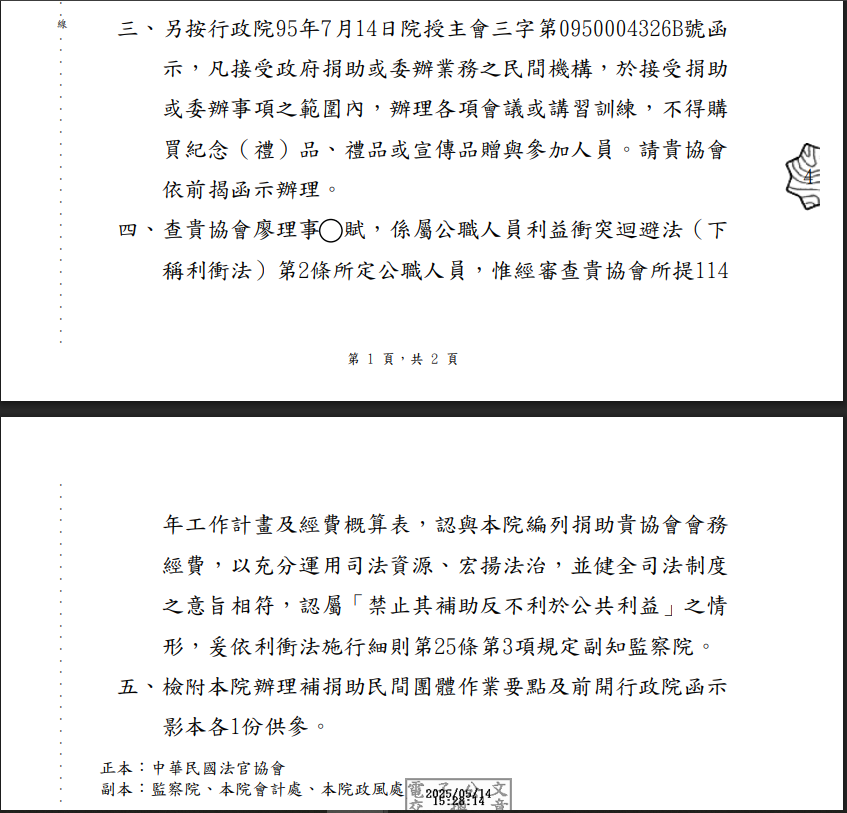 線
三、另按行政院95年7月14日院授主會三字第0950004326B號函
示，凡接受政府捐助或委辦業務之民間機構，於接受捐助
或委辦事項之範圍內，辦理各項會議或講習訓練，不得購
買紀念（禮）品、禮品或宣傳品贈與參加人員。請貴協會
依前揭函示辦理。
4
四、查貴協會廖理事○賦，係屬公職人員利益衝突迴避法（下
稱利衝法）第2條所定公職人員，惟經審查貴協會所提114
第 1 頁，共 2 頁
年工作計畫及經費概算表，認與本院編列捐助貴協會會務
經費，以充分運用司法資源、宏揚法治，並健全司法制度
之意旨相符，認屬「禁止其補助反不利於公共利益」之情
形，爰依利衝法施行細則第25條第3項規定副知監察院。
五、檢附本院辦理補捐助民間團體作業要點及前開行政院函示
影本各1份供參。
正本：中華民國法官協會
副本：監察院、本院會計處、本院政風處
電子公文
2025/05/14
15:28:14